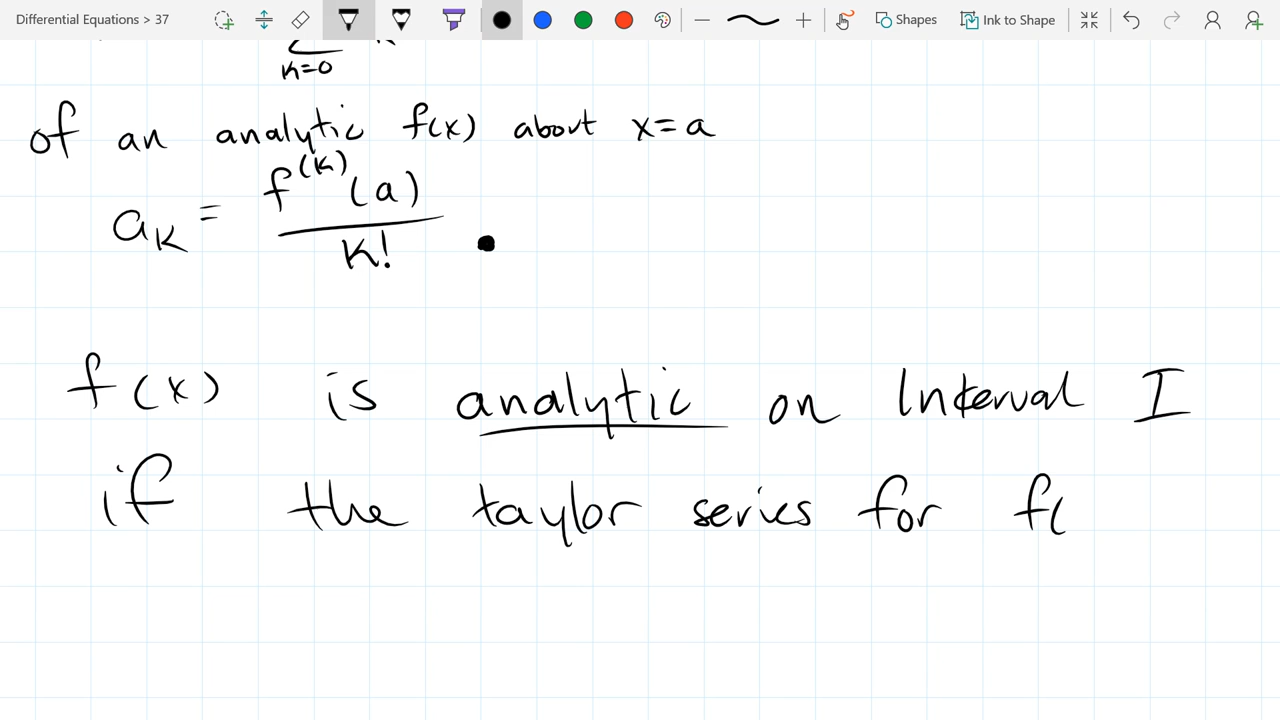 Differential Equations > 37
Shapes
Ink to Shape
k=0
of an analytic f(x) about x=a
a_k = f^(k)(a) / k!
f(x) is analytic on Interval I
if the taylor series for f(